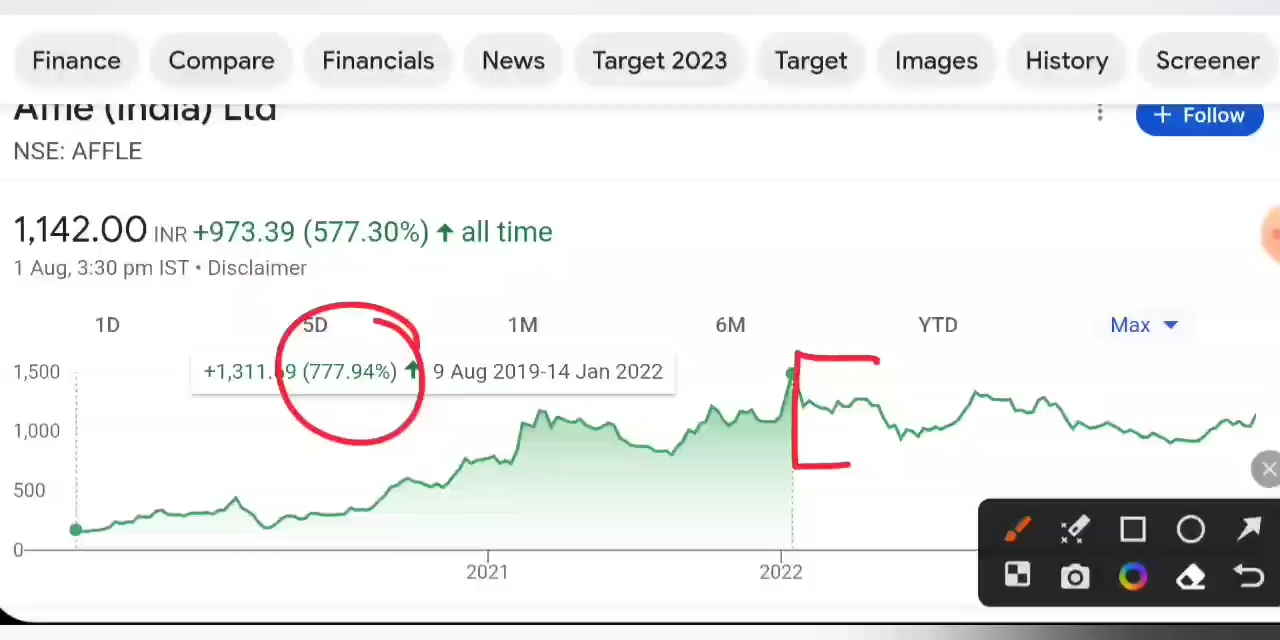 Finance Compare Financials News Target 2023 Target Images History Screener
Affle (India) Ltd
+ Follow
NSE: AFFLE
1,142.00 INR +973.39 (577.30%) ↑ all time
1 Aug, 3:30 pm IST • Disclaimer
1D 5D 1M 6M YTD Max
(777.94%) ↑ 9 Aug 2019-14 Jan 2022
1,500
1,000
500
0
2021 2022